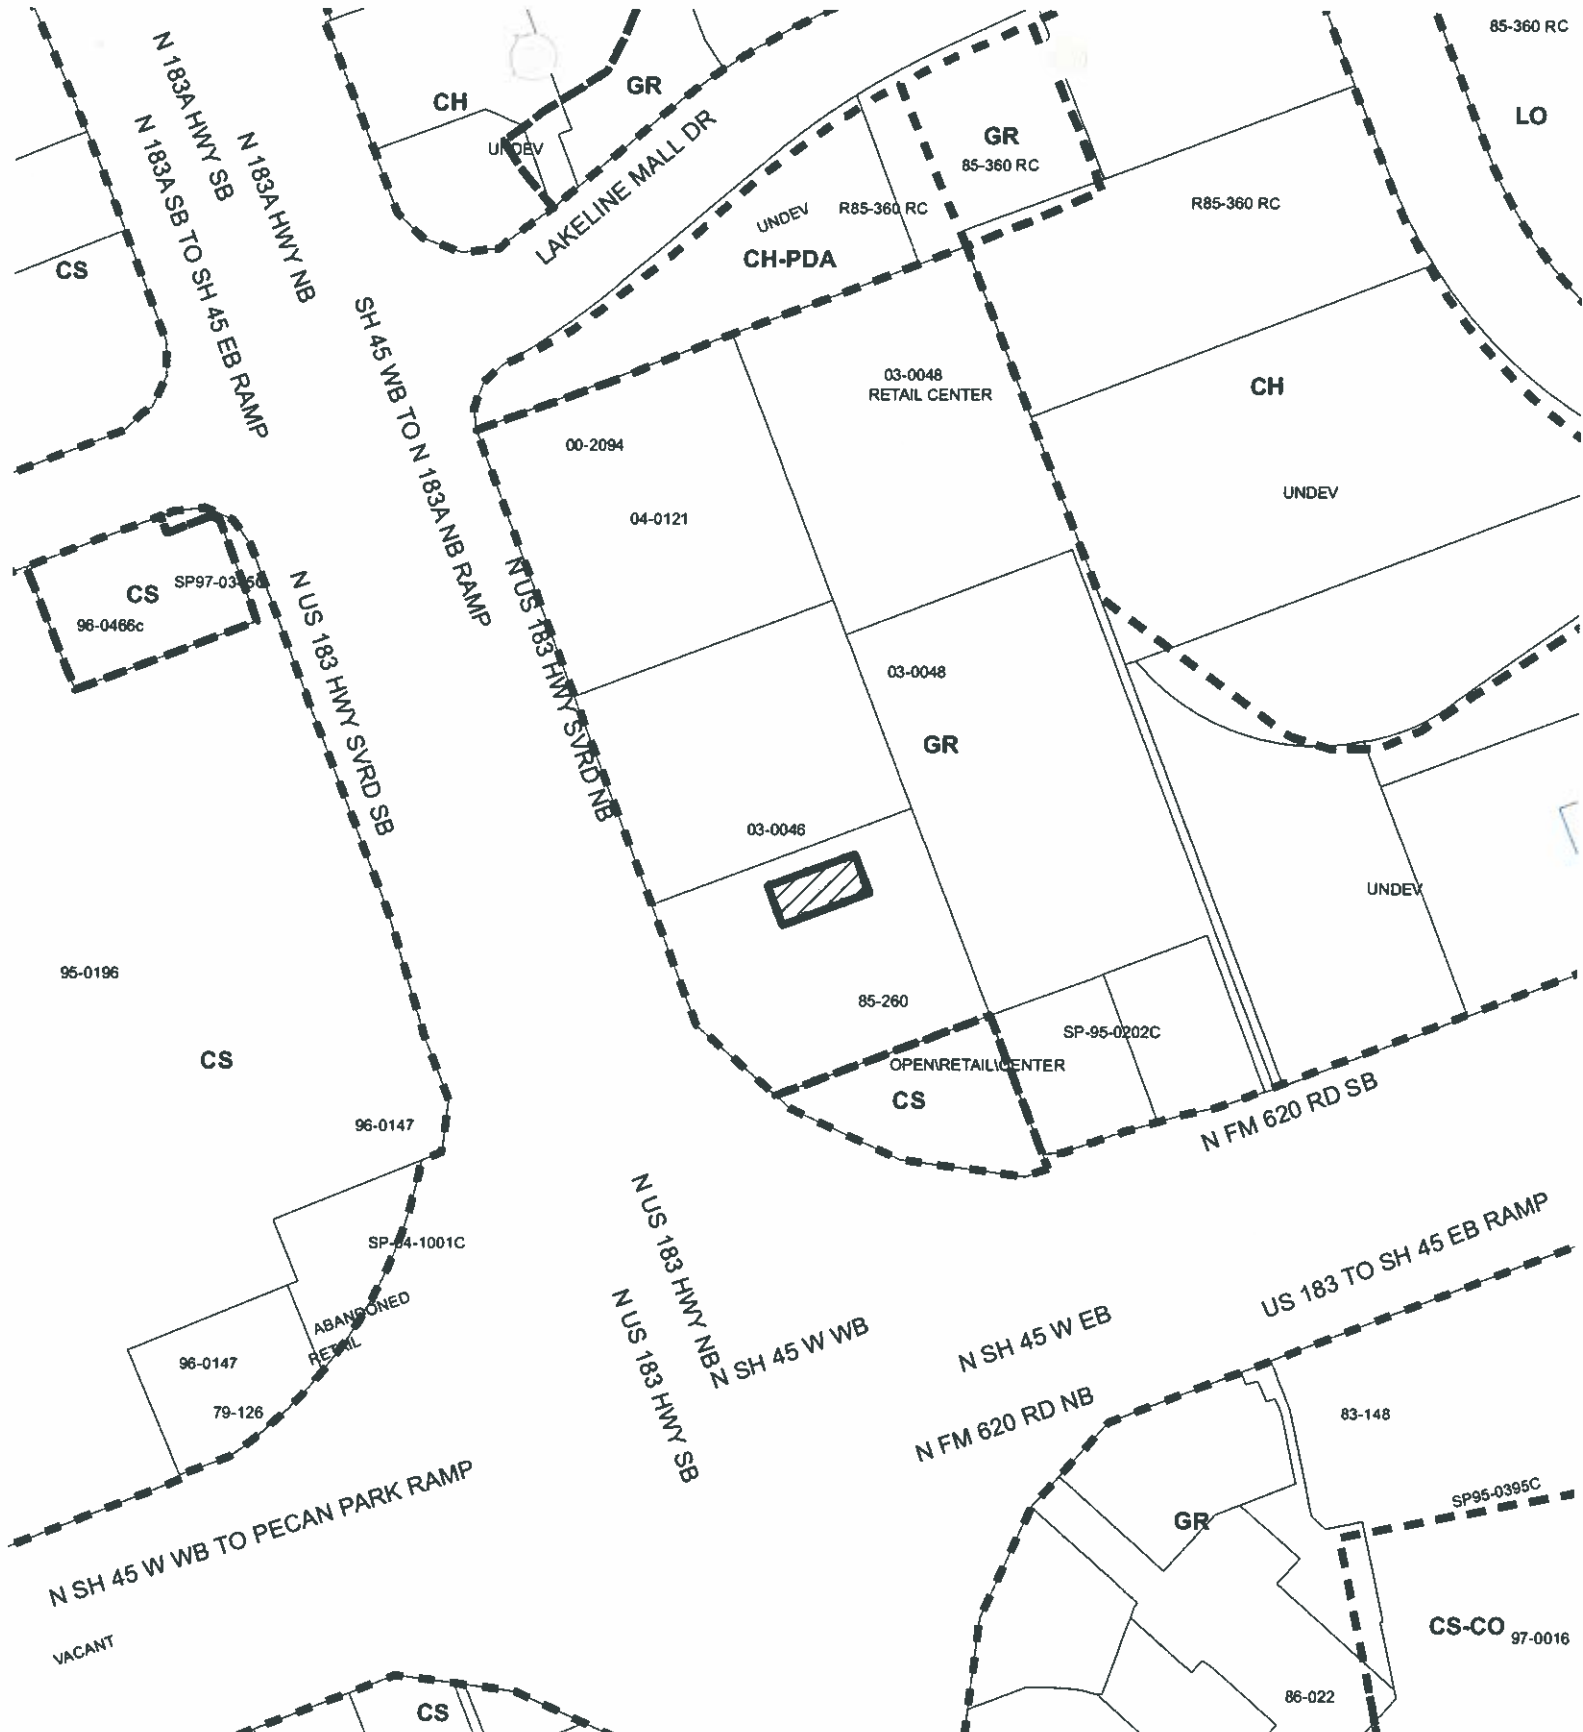 85-360 RC
N 183A HWY SB
GR
CH
LO
N 183A SB TO SH 45 EB RAMP
N 183A HWY NB
UNDEV
LAKELINE MALL DR
GR
85-360 RC
R85-360 RC
R85-360 RC
UNDEV
CH-PDA
CS
SH 45 WB TO N 183A NB RAMP
03-0048
RETAIL CENTER
CH
00-2094
UNDEV
04-0121
N US 183 HWY SVRD NB
CS
96-0466c
N US 183 HWY SVRD SB
03-0048
GR
03-0046
UNDEV
95-0196
85-260
SP-95-0202C
CS
OPEN\RETAIL\CENTER
CS
N FM 620 RD SB
96-0147
N US 183 HWY NB
SP-04-1001C
US 183 TO SH 45 EB RAMP
ABANDONED
RETAIL
N US 183 HWY SB
N SH 45 W WB
N SH 45 W EB
96-0147
79-126
N FM 620 RD NB
83-148
SP95-0395C
N SH 45 W WB TO PECAN PARK RAMP
GR
VACANT
CS-CO
97-0016
86-022
CS